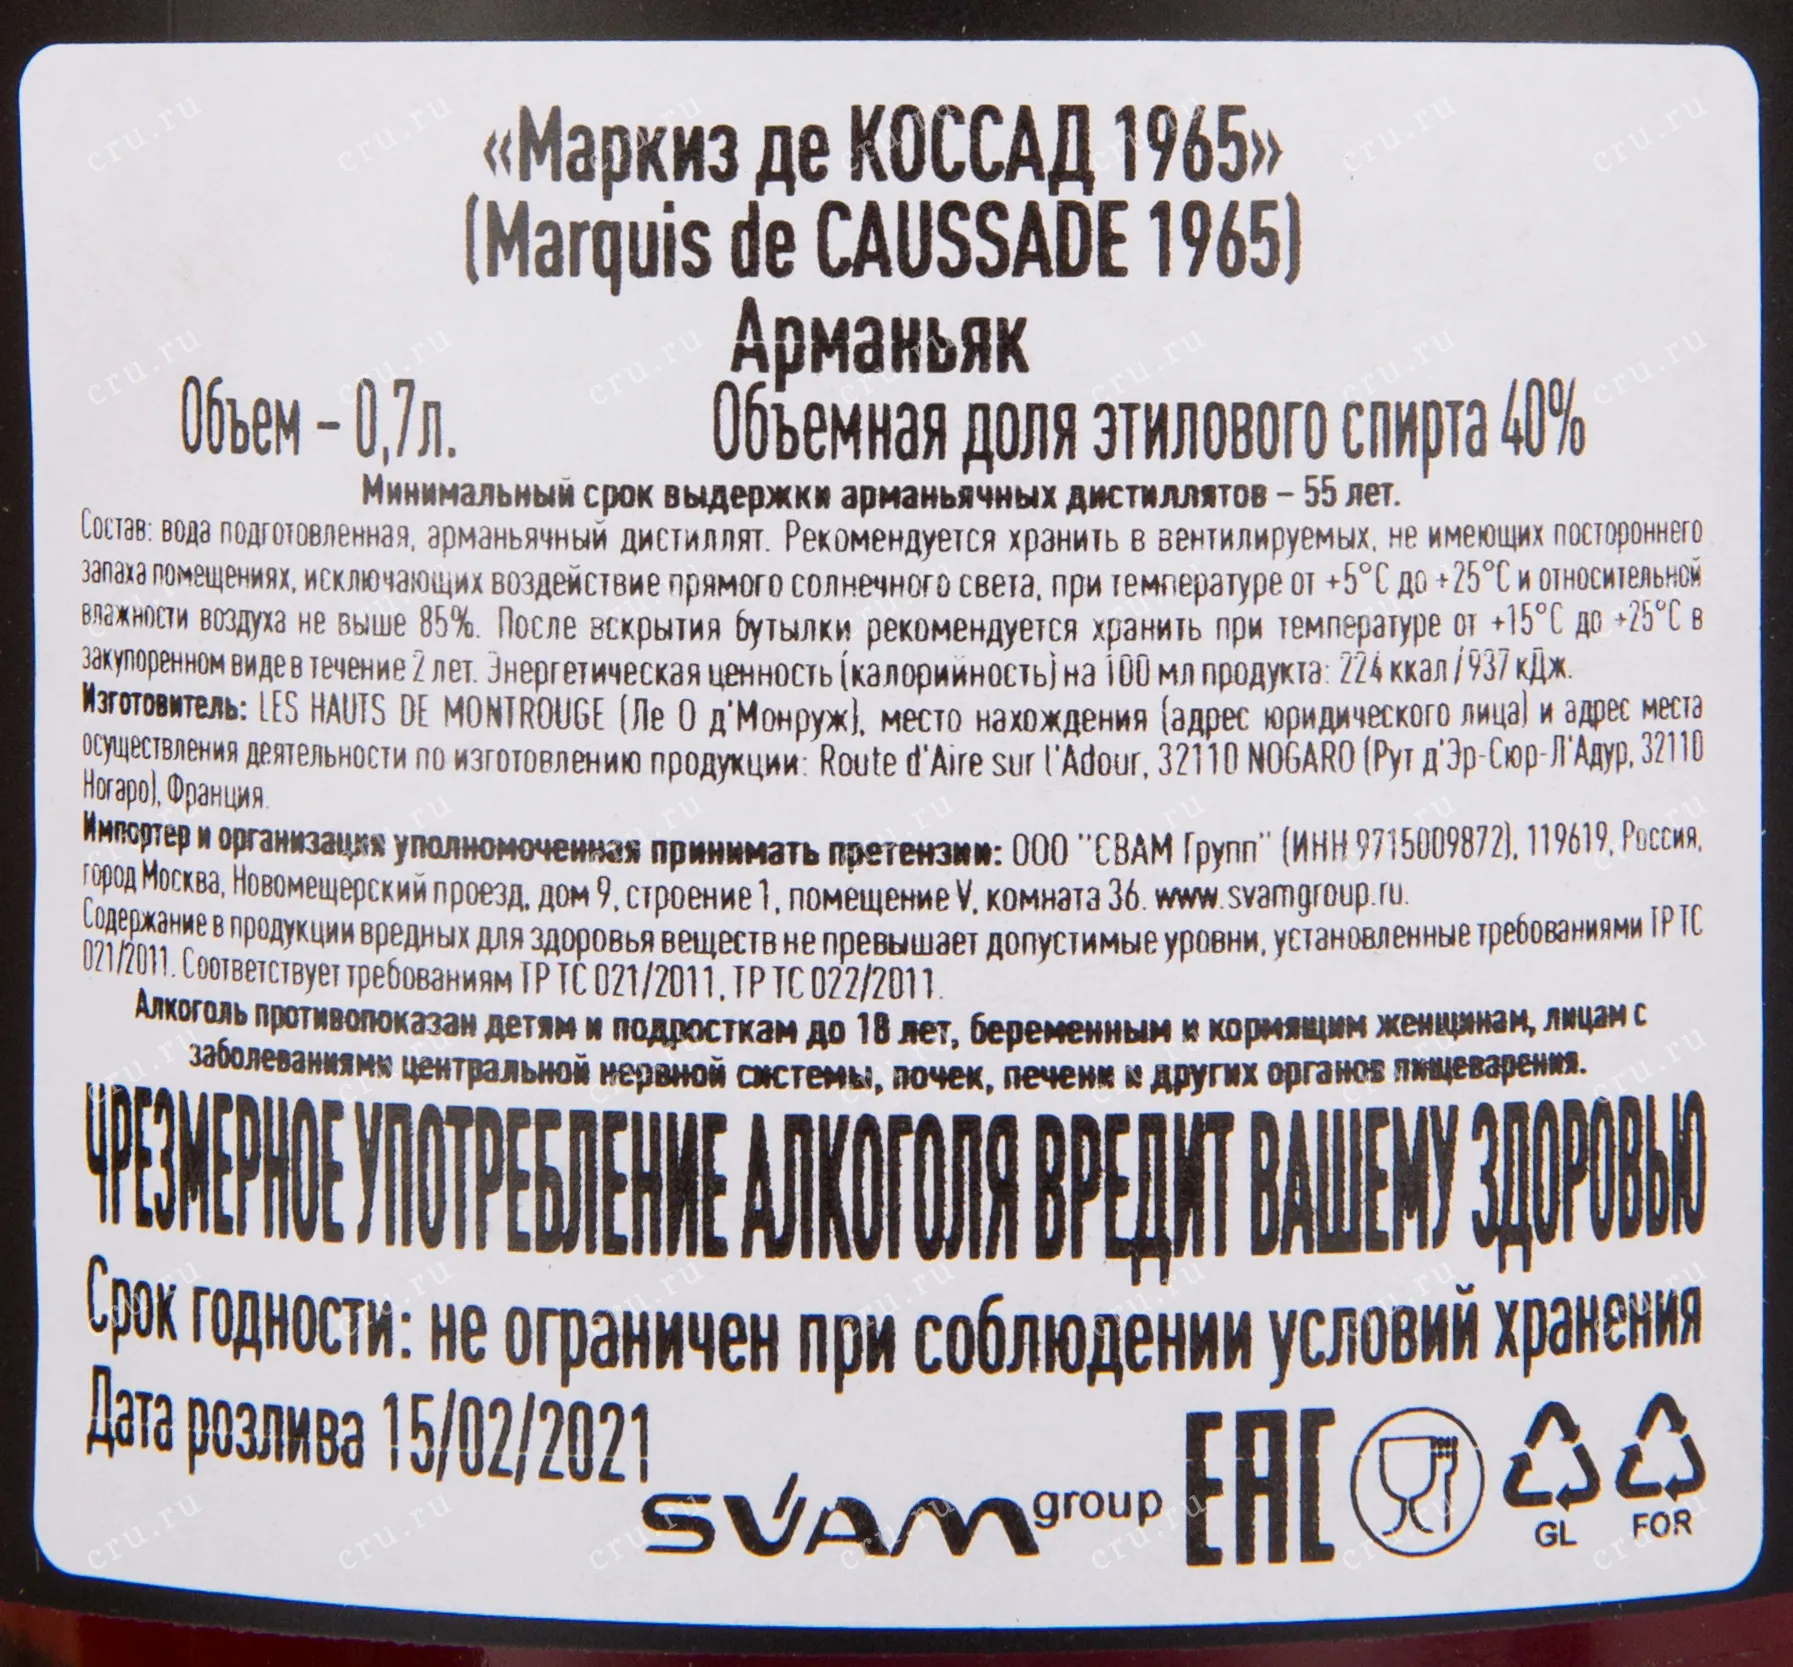 «Маркиз де КОССАД 1965»
(Marquis de CAUSSADE 1965)
Арманьяк
Объем – 0,7л. Объемная доля этилового спирта 40%
Минимальный срок выдержки арманьячных дистиллятов – 55 лет.
Состав: вода подготовленная, арманьячный дистиллят. Рекомендуется хранить в вентилируемых, не имеющих постороннего
запаха помещениях, исключающих воздействие прямого солнечного света, при температуре от +5°С до +25°С и относительной
влажности воздуха не выше 85%. После вскрытия бутылки рекомендуется хранить при температуре от +15°С до +25°С в
закупоренном виде в течение 2 лет. Энергетическая ценность (калорийность) на 100 мл продукта: 224 ккал/937 кДж.
Изготовитель: LES HAUTS DE MONTROUGE (Ле О д'Монруж), место нахождения (адрес юридического лица) и адрес места
осуществления деятельности по изготовлению продукции: Route d'Aire sur l'Adour, 32110 NOGARO (Рут д'Эр-Сюр-Л'Адур, 32110
Ногаро), Франция.
Импортер и организация уполномоченная принимать претензии: ООО "СВАМ Групп" (ИНН 9715009872), 119619, Россия,
город Москва, Новомещерский проезд, дом 9, строение 1, помещение V, комната 36. www.svamgroup.ru.
Содержание в продукции вредных для здоровья веществ не превышает допустимые уровни, установленные требованиями ТР ТС
021/2011. Соответствует требованиям ТР ТС 021/2011, ТР ТС 022/2011.
Алкоголь противопоказан детям и подросткам до 18 лет, беременным и кормящим женщинам, лицам с
заболеваниями центральной нервной системы, почек, печени и других органов пищеварения.
ЧРЕЗМЕРНОЕ УПОТРЕБЛЕНИЕ АЛКОГОЛЯ ВРЕДИТ ВАШЕМУ ЗДОРОВЬЮ
Срок годности: не ограничен при соблюдении условий хранения
Дата розлива 15/02/2021
SVAM group EAC GL FOR
cru.ru